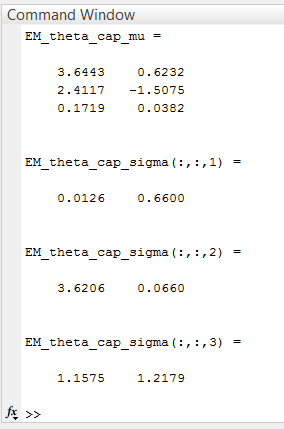 Command Window
EM_theta_cap_mu =
3.6443 0.6232
2.4117 -1.5075
0.1719 0.0382
EM_theta_cap_sigma(:,:,1) =
0.0126 0.6600
EM_theta_cap_sigma(:,:,2) =
3.6206 0.0660
EM_theta_cap_sigma(:,:,3) =
1.1575 1.2179
fx >>